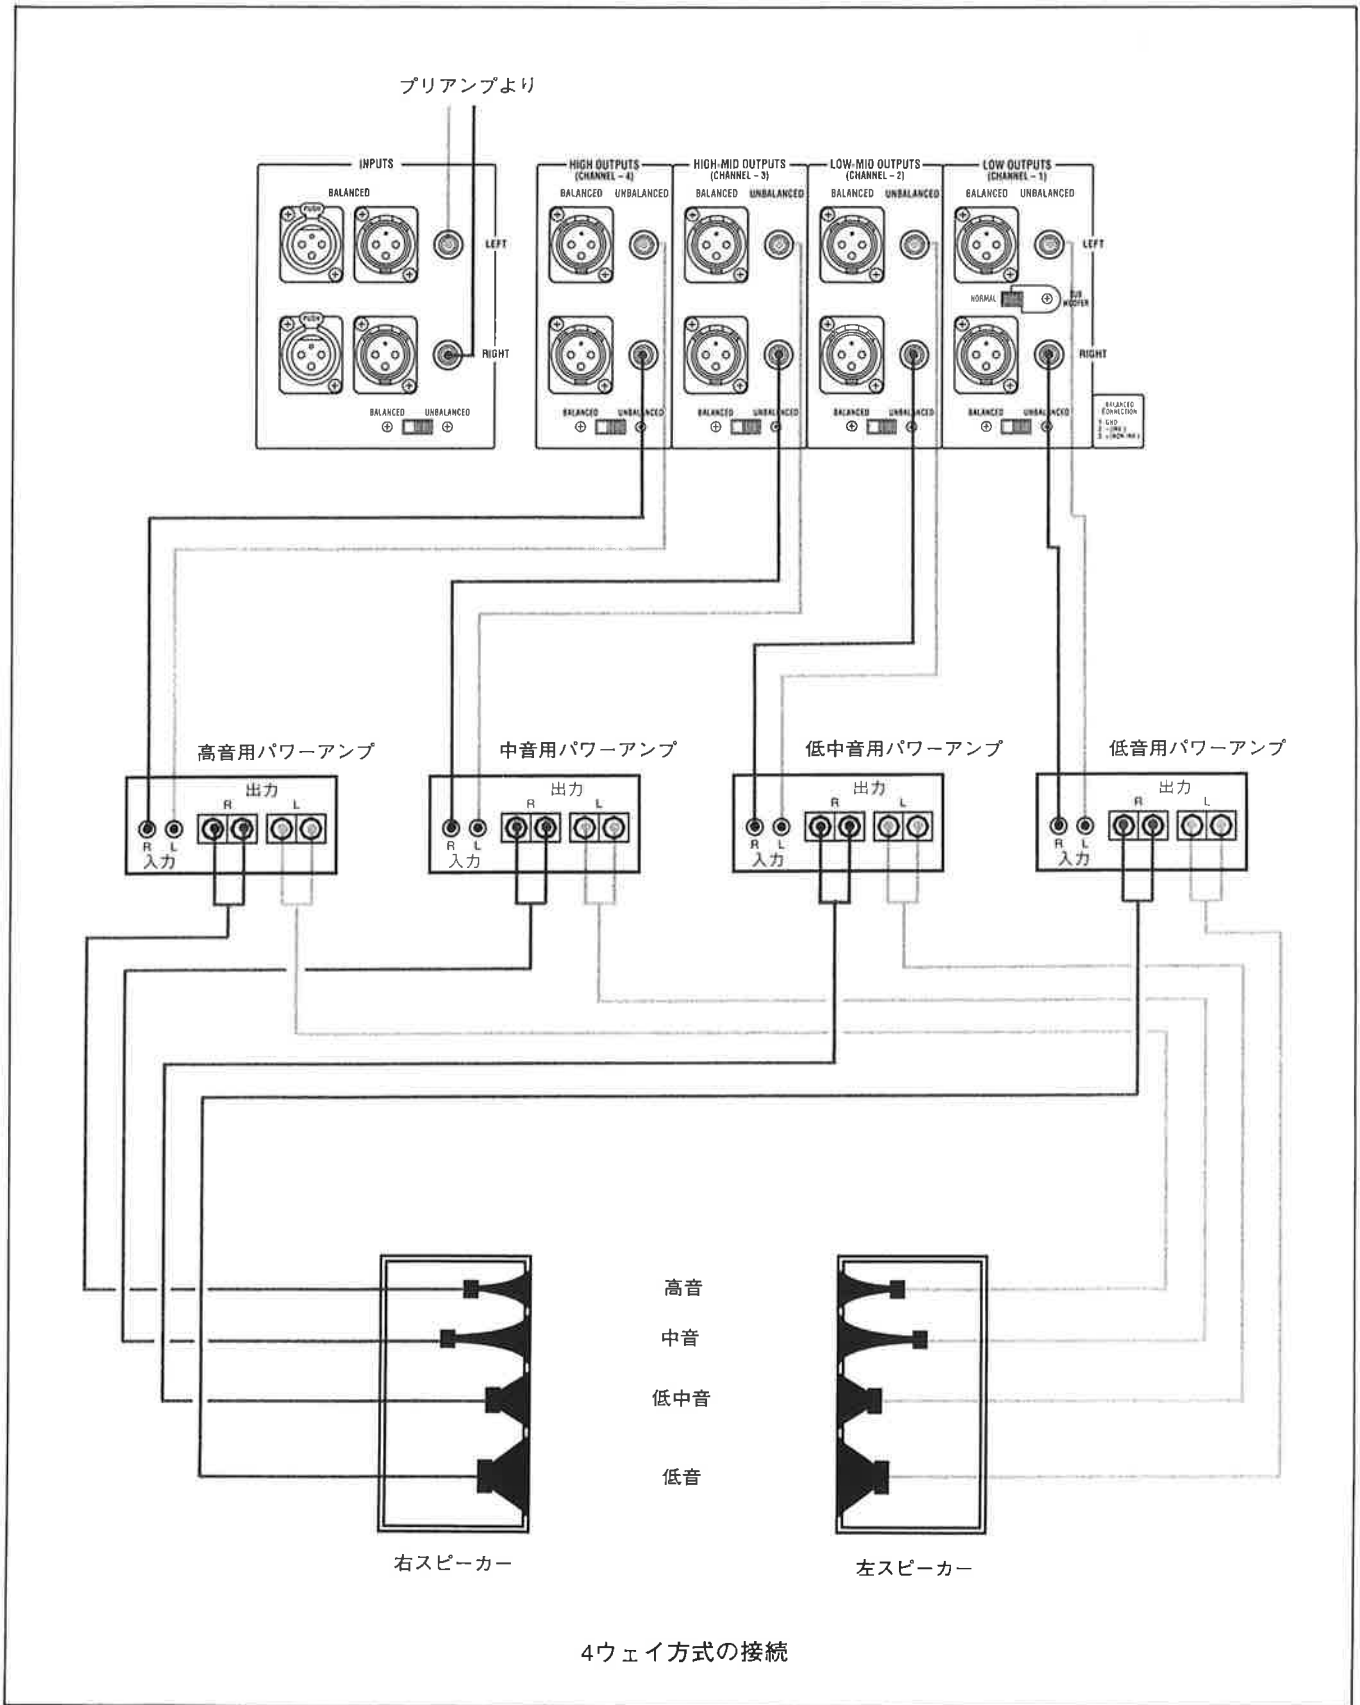 プリアンプより
INPUTS
BALANCED
PUSH
LEFT
PUSH
RIGHT
BALANCED UNBALANCED
HIGH OUTPUTS
(CHANNEL – 4)
BALANCED UNBALANCED
BALANCED UNBALANCED
HIGH-MID OUTPUTS
(CHANNEL – 3)
BALANCED UNBALANCED
BALANCED UNBALANCED
LOW-MID OUTPUTS
(CHANNEL – 2)
BALANCED UNBALANCED
BALANCED UNBALANCED
LOW OUTPUTS
(CHANNEL – 1)
BALANCED UNBALANCED
LEFT
NORMAL
SUB
WOOFER
RIGHT
BALANCED UNBALANCED
BALANCED
CONNECTION
1 GND
高音用パワーアンプ
出力
R L
R L
入力
中音用パワーアンプ
出力
R L
R L
入力
低中音用パワーアンプ
出力
R L
R L
入力
低音用パワーアンプ
出力
R L
R L
入力
高音
中音
低中音
低音
右スピーカー
左スピーカー
4ウェイ方式の接続